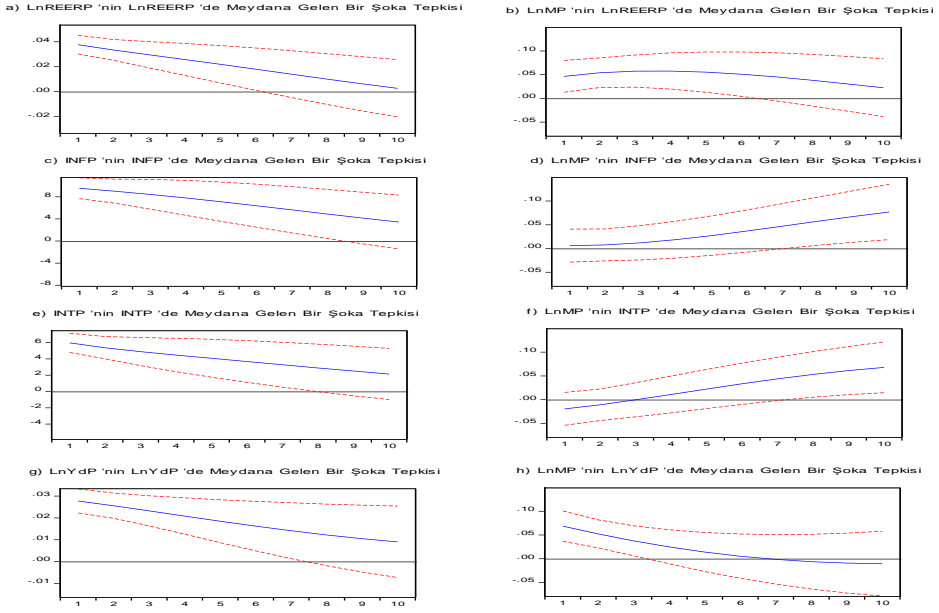 a) LnREERP 'nin LnREERP 'de Meydana Gelen Bir Şoka Tepkisi
.04
.02
.00
-.02
1 2 3 4 5 6 7 8 9 10
b) LnMP 'nin LnREERP 'de Meydana Gelen Bir Şoka Tepkisi
.10
.05
.00
-.05
1 2 3 4 5 6 7 8 9 10
c) INFP 'nin INFP 'de Meydana Gelen Bir Şoka Tepkisi
8
4
0
-4
-8
1 2 3 4 5 6 7 8 9 10
d) LnMP 'nin INFP 'de Meydana Gelen Bir Şoka Tepkisi
.10
.05
.00
-.05
1 2 3 4 5 6 7 8 9 10
e) INTP 'nin INTP 'de Meydana Gelen Bir Şoka Tepkisi
6
4
2
0
-2
-4
1 2 3 4 5 6 7 8 9 10
f) LnMP 'nin INTP 'de Meydana Gelen Bir Şoka Tepkisi
.10
.05
.00
-.05
1 2 3 4 5 6 7 8 9 10
g) LnYdP 'nin LnYdP 'de Meydana Gelen Bir Şoka Tepkisi
.03
.02
.01
.00
-.01
1 2 3 4 5 6 7 8 9 10
h) LnMP 'nin LnYdP 'de Meydana Gelen Bir Şoka Tepkisi
.10
.05
.00
-.05
1 2 3 4 5 6 7 8 9 10